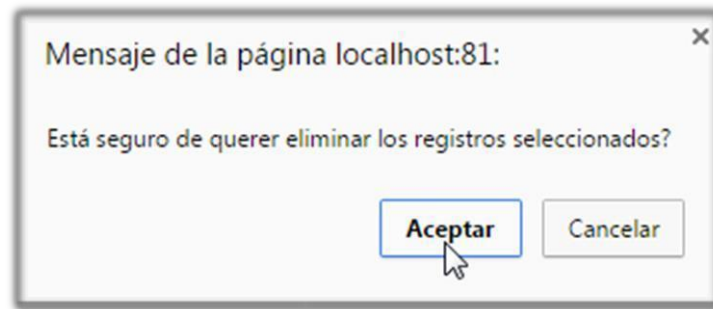 Mensaje de la página localhost:81:
Está seguro de querer eliminar los registros seleccionados?
Aceptar Cancelar